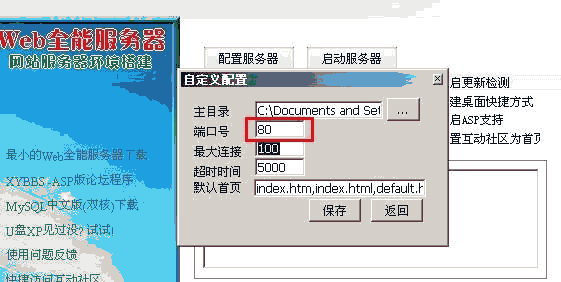 Web全能服务器
网站服务器环境搭建
最小的Web全能服务器下载
XYBBS-ASP版论坛程序
MySQL中文版(双核)下载
U盘XP见过没?试试!
使用问题反馈
快捷访问互动社区
配置服务器
启动服务器
自定义配置
主目录 C:\Documents and Set ...
端口号 80
最大连接 100
超时时间 5000
默认首页 index.htm,index.html,default.h
保存 返回
启更新检测
建桌面快捷方式
启ASP支持
置互动社区为首页